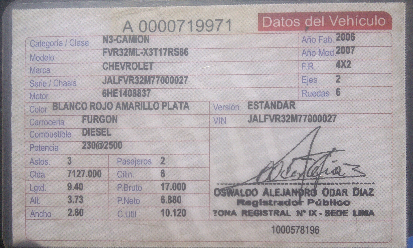 A 0000719971
Datos del Vehículo
Categoría / Clase N3-CAMION Año Fab. 2006
Modelo FVR32ML-X3T17RS66 Año Mod. 2007
Marca CHEVROLET F.R. 4X2
Serie / Chasis JALFVR32M77000027 Ejes 2
Motor 6HE1408837 Ruedas 6
Color BLANCO ROJO AMARILLO PLATA Versión ESTANDAR
Carrocería FURGON VIN JALFVR32M77000027
Combustible DIESEL
Potencia 230@2500
Astos 3 Pasajeros 2
Cilin. 6
7127.000
Long. 9.40 P.Bruto 17.000
Alt. 3.73 P.Neto 6.880
Ancho 2.60 C.Util 10.120
OSWALDO ALEJANDRO ODAR DIAZ
Registrador Público
ZONA REGISTRAL N° IX - SEDE LIMA
1000578196